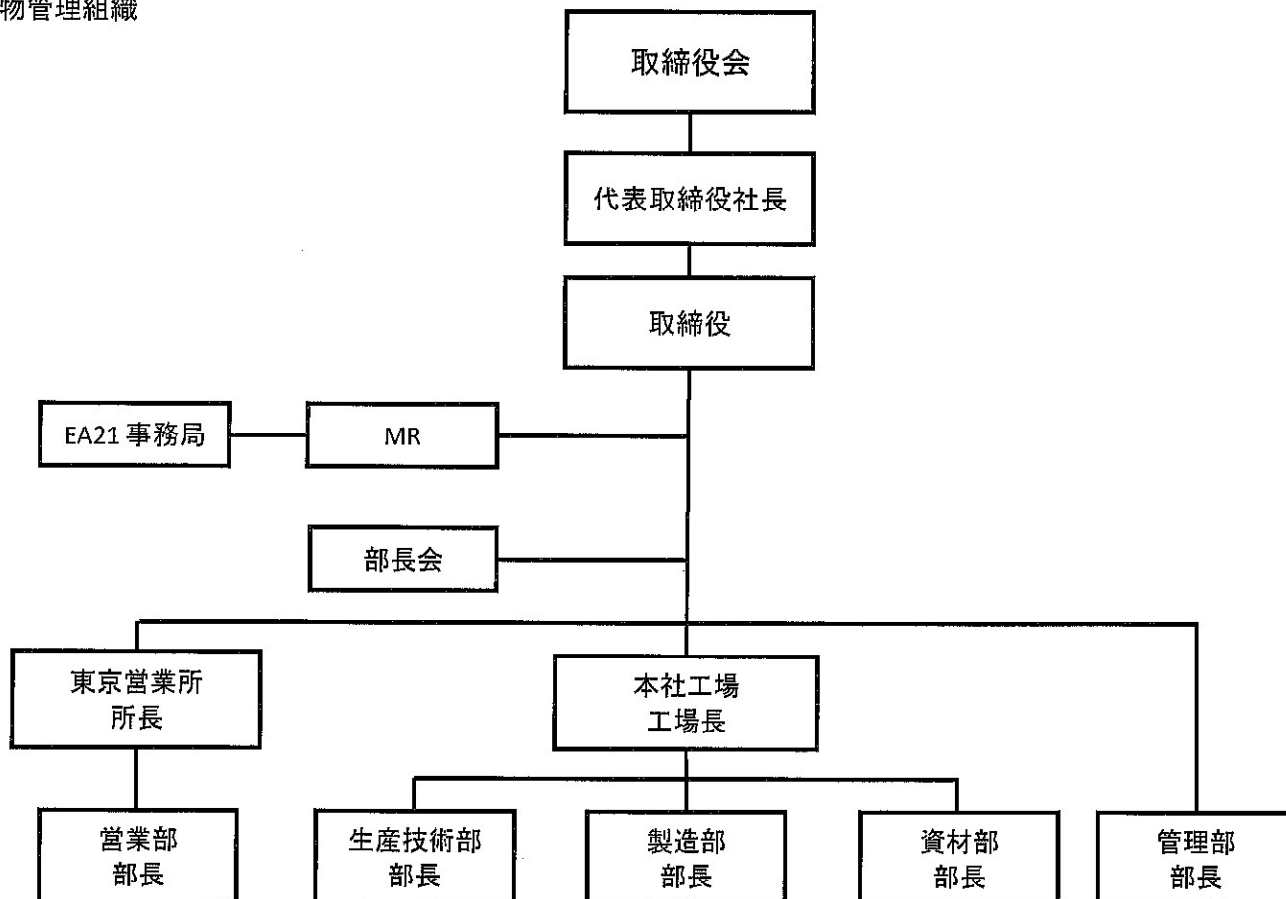 物管理組織
取締役会
代表取締役社長
取締役
EA21 事務局
MR
部長会
東京営業所
所長
本社工場
工場長
営業部
部長
生産技術部
部長
製造部
部長
資材部
部長
管理部
部長